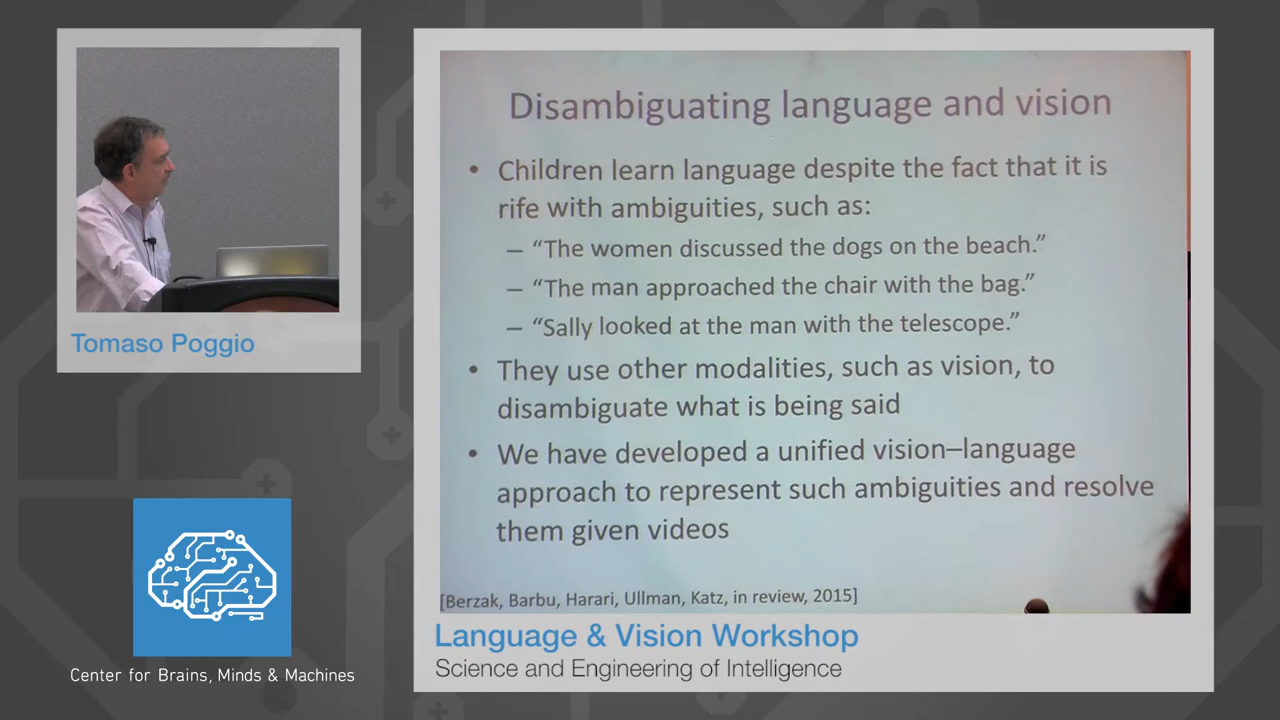 Disambiguating language and vision
• Children learn language despite the fact that it is
rife with ambiguities, such as:
– “The women discussed the dogs on the beach.”
– “The man approached the chair with the bag.”
– “Sally looked at the man with the telescope.”
• They use other modalities, such as vision, to
disambiguate what is being said
• We have developed a unified vision–language
approach to represent such ambiguities and resolve
them given videos
[Berzak, Barbu, Harari, Ullman, Katz, in review, 2015]
Tomaso Poggio
Language & Vision Workshop
Science and Engineering of Intelligence
Center for Brains, Minds & Machines